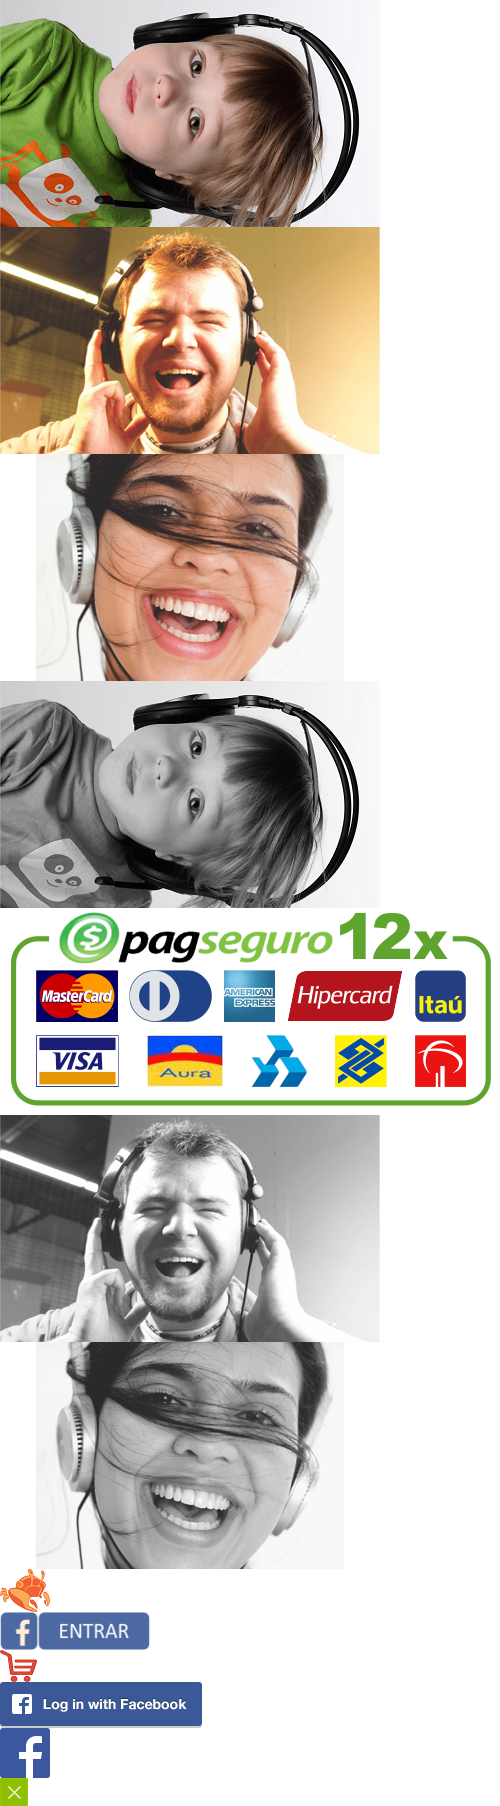 pagseguro 12x
MasterCard
AMERICAN EXPRESS
Hipercard
Itaú
VISA
Aura
f ENTRAR
f Log in with Facebook
f